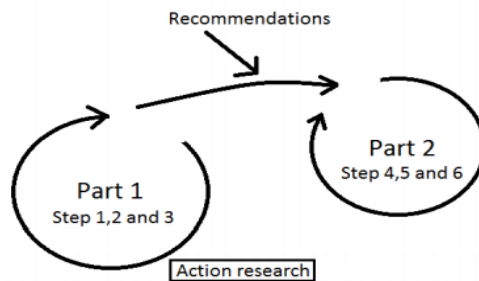 Recommendations
Part 1
Step 1,2 and 3
Part 2
Step 4,5 and 6
Action research